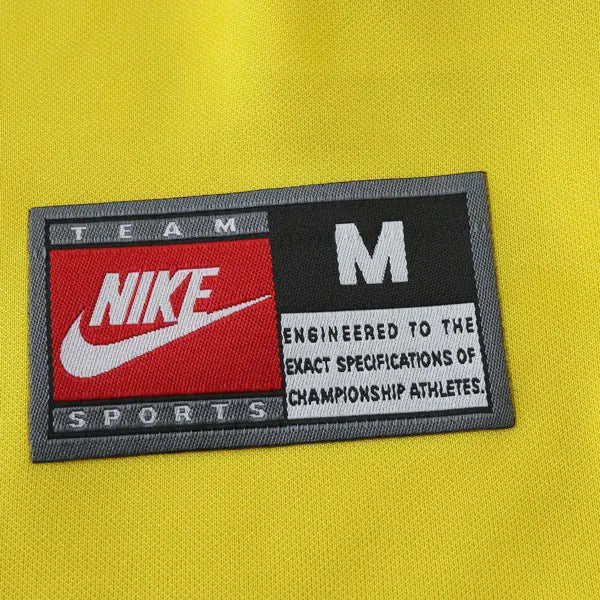 TEAM
NIKE
SPORTS
M
ENGINEERED TO THE
EXACT SPECIFICATIONS OF
CHAMPIONSHIP ATHLETES.